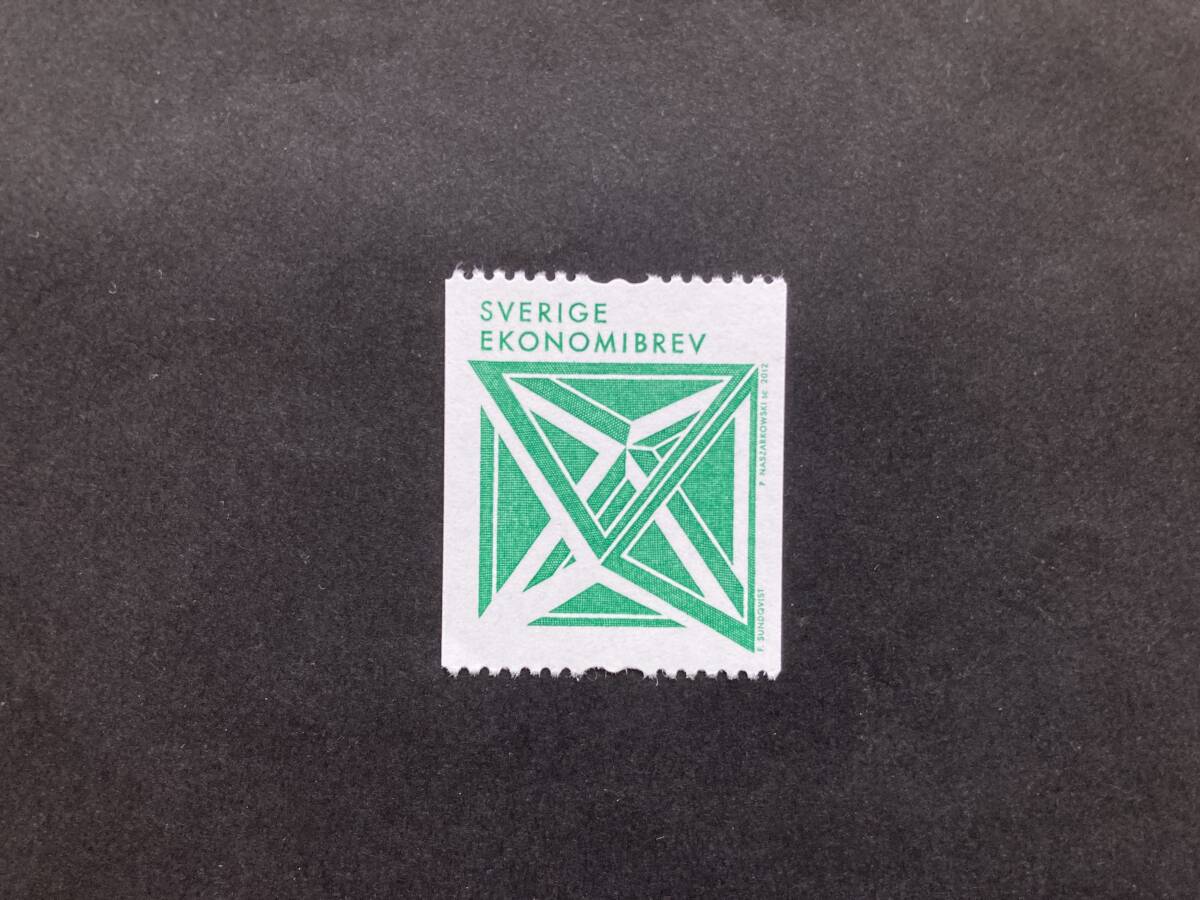 SVERIGE
EKONOMIBREV
P. NASZARKOWSKI sc. 2012
F. SUNDQVIST